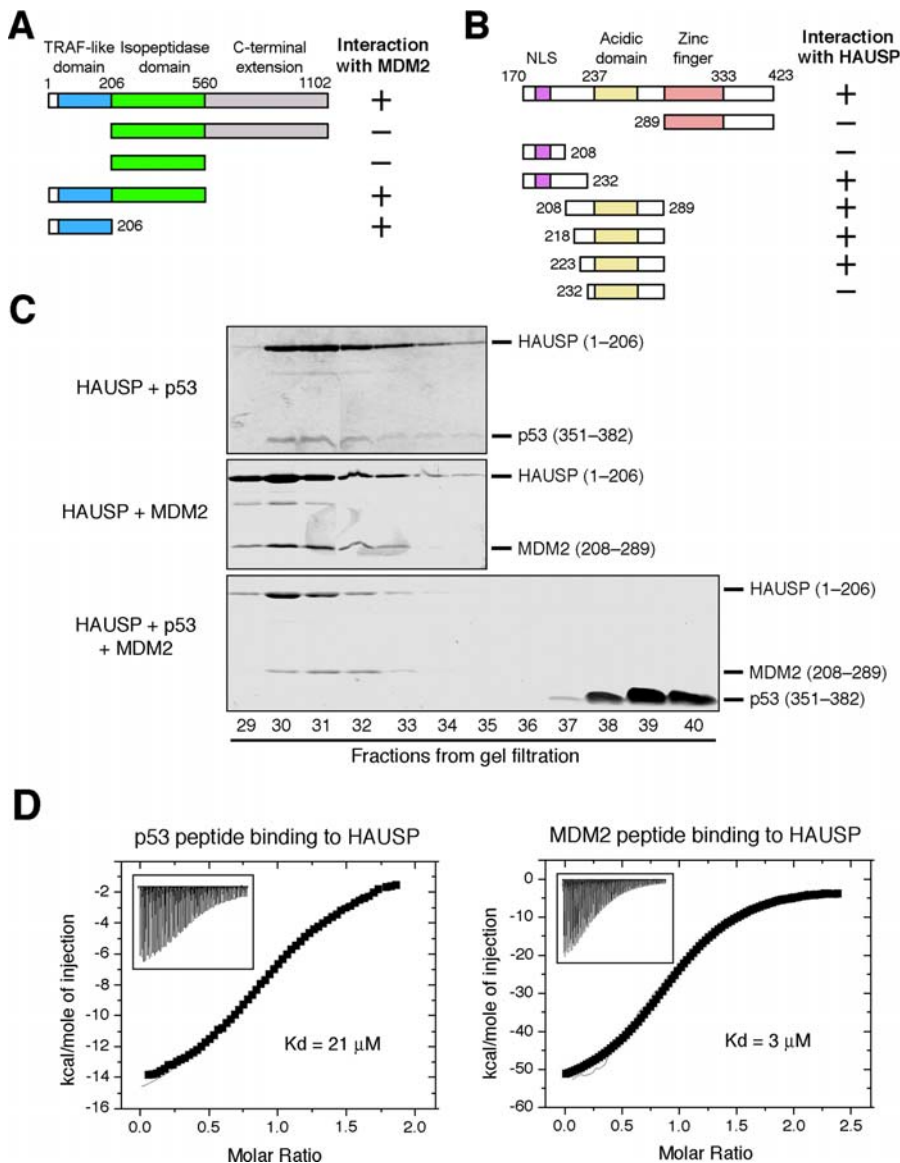 A
TRAF-like domain
Isopeptidase domain
C-terminal extension
Interaction with MDM2
1 206 560 1102
+
−
−
+
206 +
B
NLS
Acidic domain
Zinc finger
Interaction with HAUSP
170 237 333 423
+
289 −
208 −
232 +
208 289 +
218 +
223 +
232 −
C
HAUSP + p53
HAUSP (1–206)
p53 (351–382)
HAUSP + MDM2
HAUSP (1–206)
MDM2 (208–289)
HAUSP + p53
+ MDM2
HAUSP (1–206)
MDM2 (208–289)
p53 (351–382)
29 30 31 32 33 34 35 36 37 38 39 40
Fractions from gel filtration
D
p53 peptide binding to HAUSP
kcal/mole of injection
-2
-4
-6
-8
-10
-12
-14
-16
Kd = 21 μM
0.0 0.5 1.0 1.5 2.0
Molar Ratio
MDM2 peptide binding to HAUSP
kcal/mole of injection
0
-10
-20
-30
-40
-50
-60
Kd = 3 μM
0.0 0.5 1.0 1.5 2.0 2.5
Molar Ratio